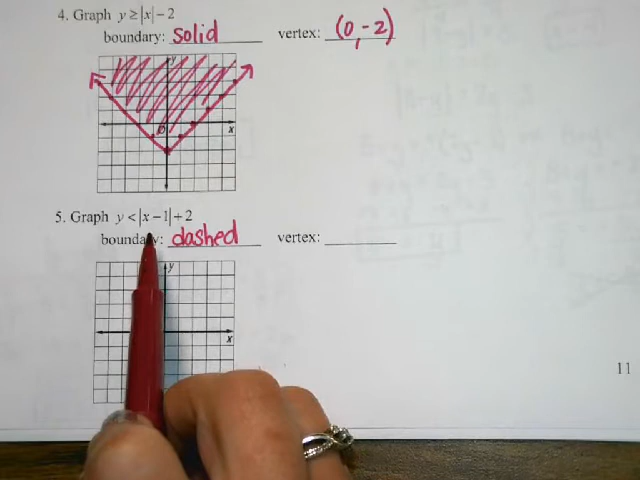 4. Graph y ≥ |x| − 2
boundary: solid vertex: (0, -2)
y
x
5. Graph y < |x − 1| + 2
boundary: dashed vertex:
y
x
11